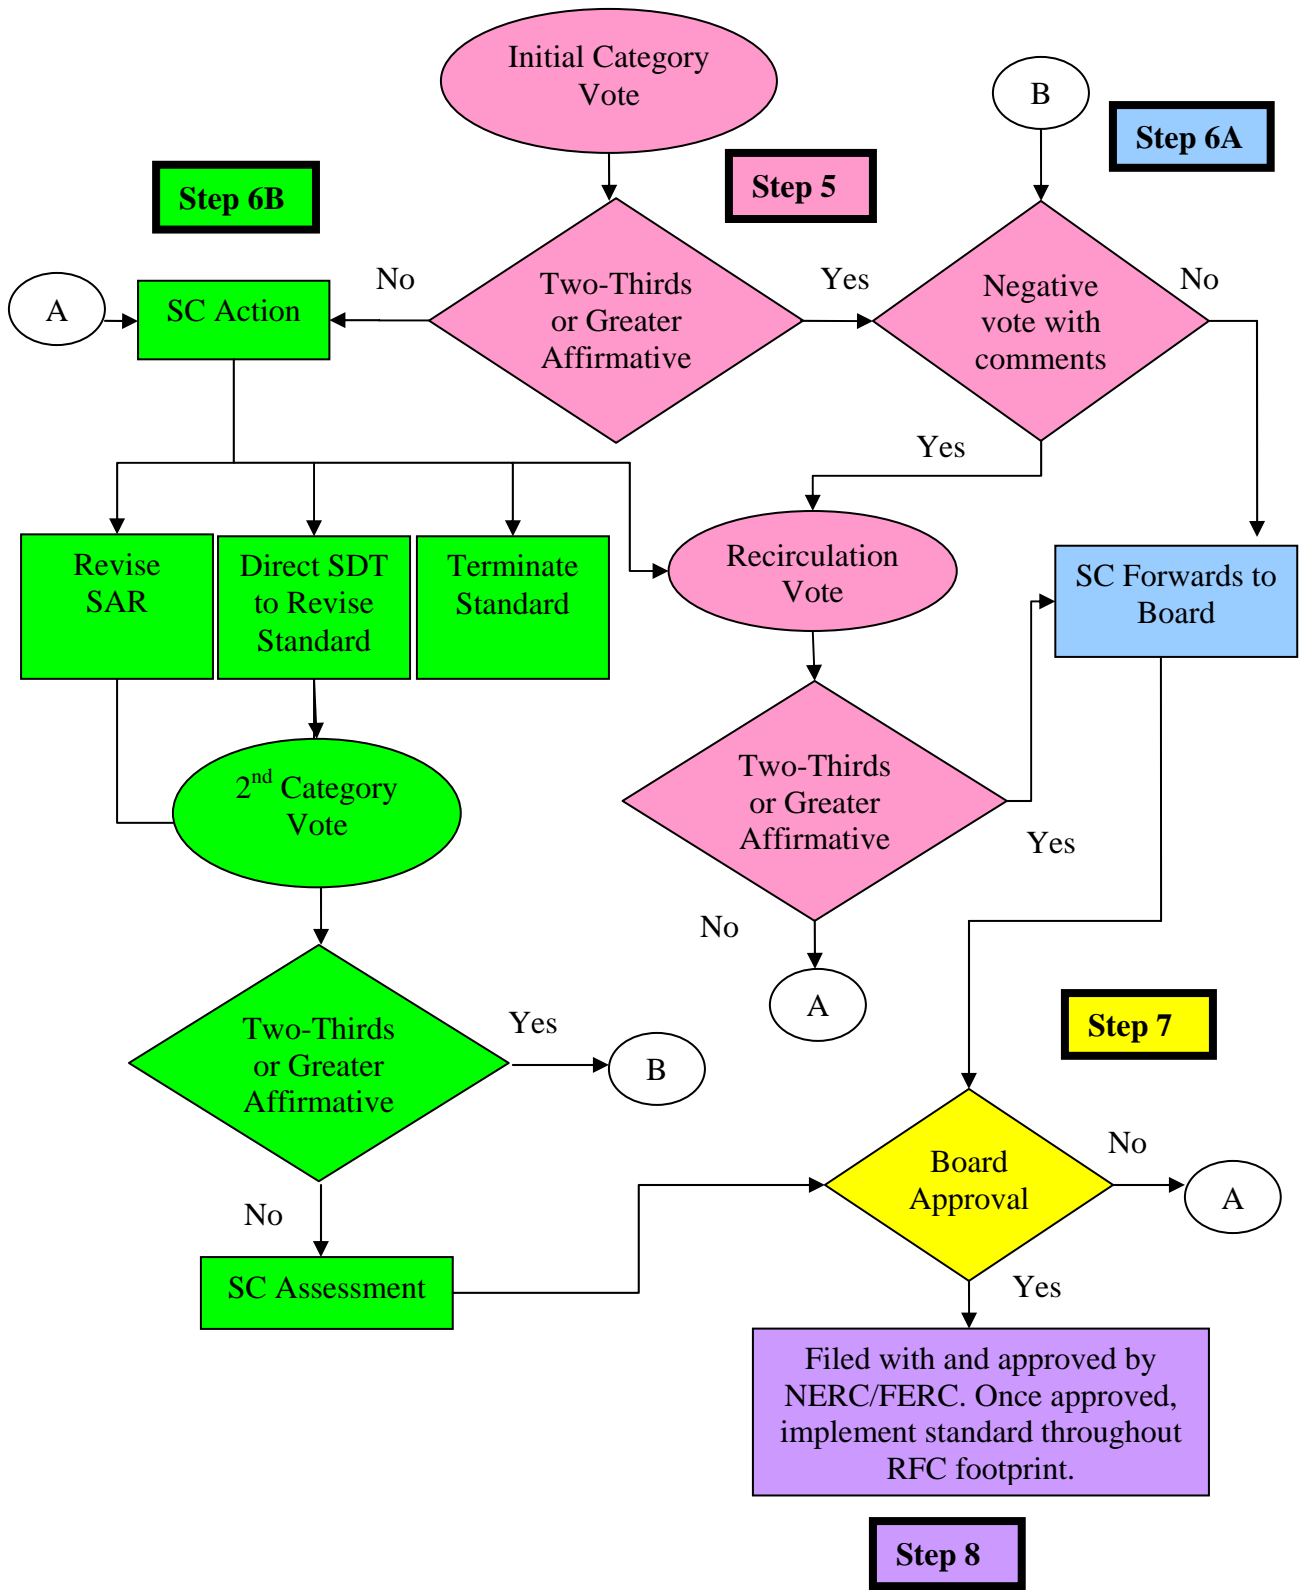 Initial Category
Vote
B
Step 6A
Step 5
Step 6B
A
SC Action
No
Two-Thirds
or Greater
Affirmative
Yes
Negative
vote with
comments
No
Yes
Revise
SAR
Direct SDT
to Revise
Standard
Terminate
Standard
Recirculation
Vote
SC Forwards to
Board
2nd Category
Vote
Two-Thirds
or Greater
Affirmative
Yes
No
A
Two-Thirds
or Greater
Affirmative
Yes
B
Step 7
No
Board
Approval
No
A
SC Assessment
Yes
Filed with and approved by
NERC/FERC. Once approved,
implement standard throughout
RFC footprint.
Step 8